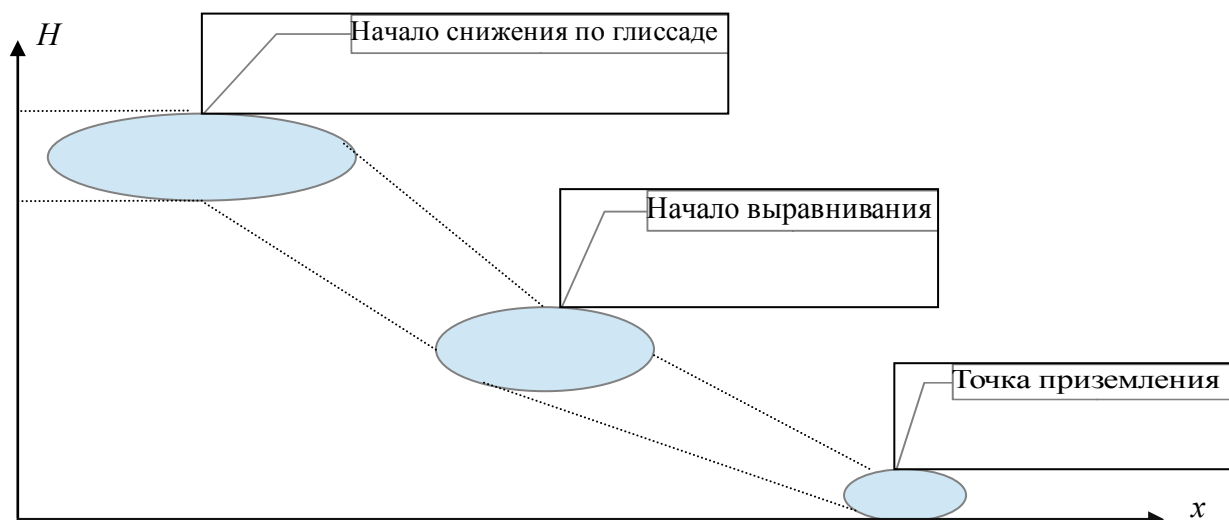 H
Начало снижения по глиссаде
Начало выравнивания
Точка приземления
x